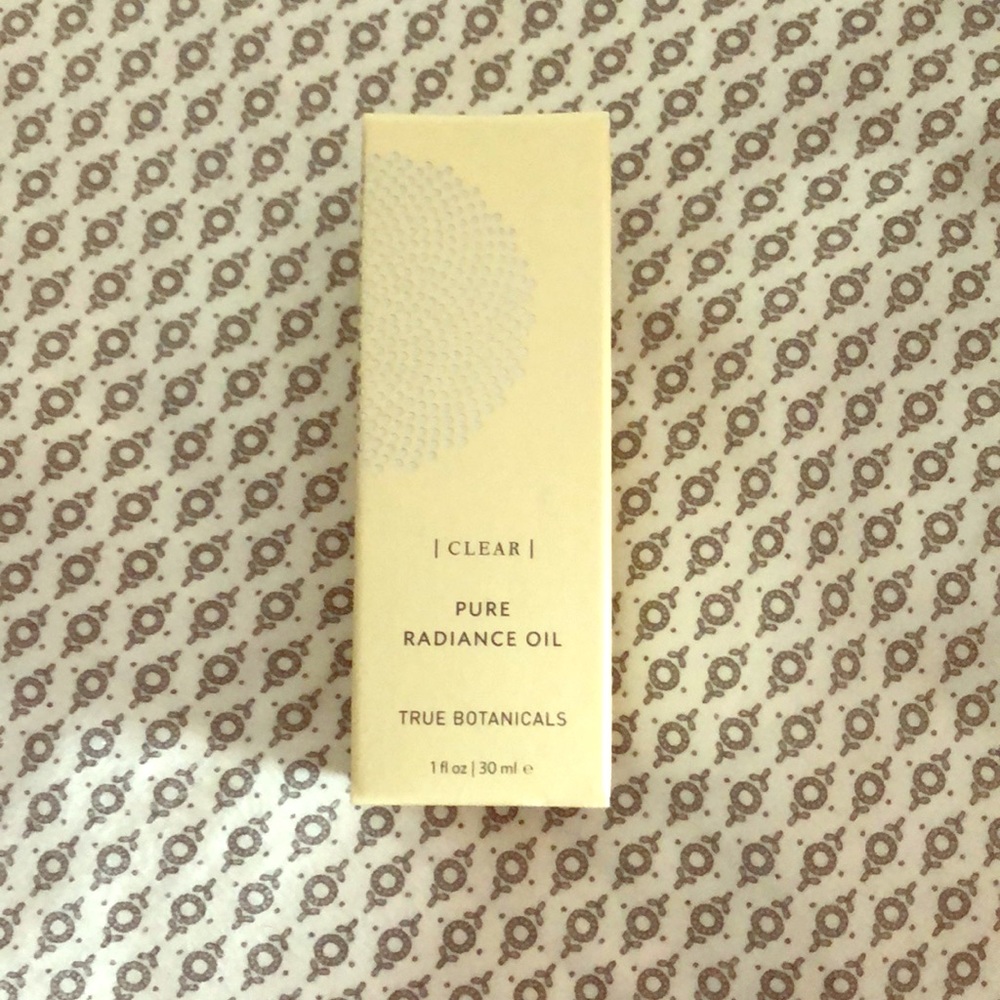 | CLEAR |
PURE
RADIANCE OIL
TRUE BOTANICALS
1 fl oz | 30 ml ℮